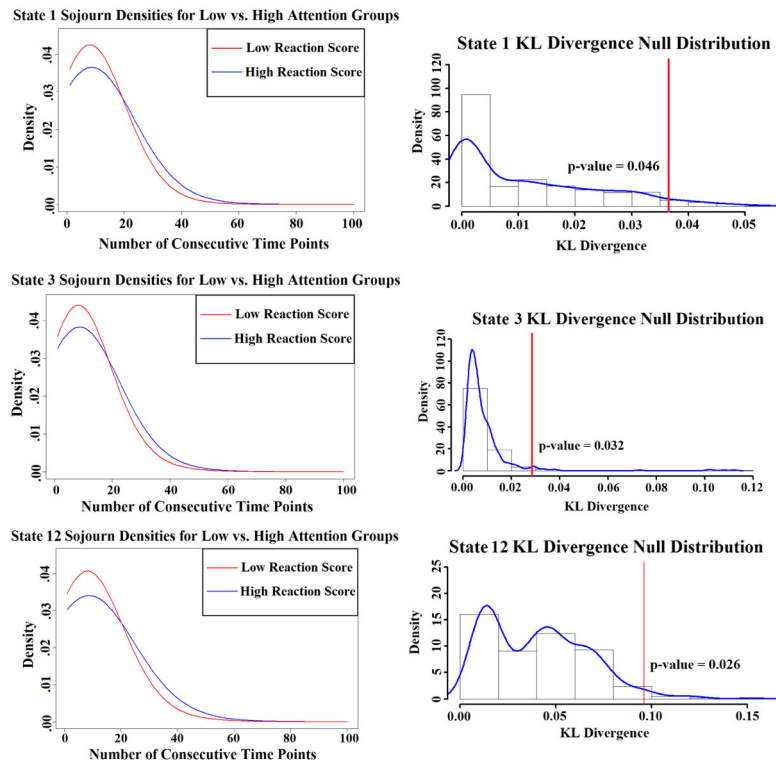 State 1 Sojourn Densities for Low vs. High Attention Groups
Low Reaction Score
High Reaction Score
Density
.00 .01 .02 .03 .04
0 20 40 60 80 100
Number of Consecutive Time Points
State 1 KL Divergence Null Distribution
Density
0 20 40 60 80 100 120
p-value = 0.046
0.00 0.01 0.02 0.03 0.04 0.05
KL Divergence
State 3 Sojourn Densities for Low vs. High Attention Groups
Low Reaction Score
High Reaction Score
Density
.00 .01 .02 .03 .04
0 20 40 60 80 100
Number of Consecutive Time Points
State 3 KL Divergence Null Distribution
Density
0 20 40 60 80 100 120
p-value = 0.032
0.00 0.02 0.04 0.06 0.08 0.10 0.12
KL Divergence
State 12 Sojourn Densities for Low vs. High Attention Groups
Low Reaction Score
High Reaction Score
Density
.00 .01 .02 .03 .04
0 20 40 60 80 100
Number of Consecutive Time Points
State 12 KL Divergence Null Distribution
Density
0 5 10 15 20 25
p-value = 0.026
0.00 0.05 0.10 0.15
KL Divergence